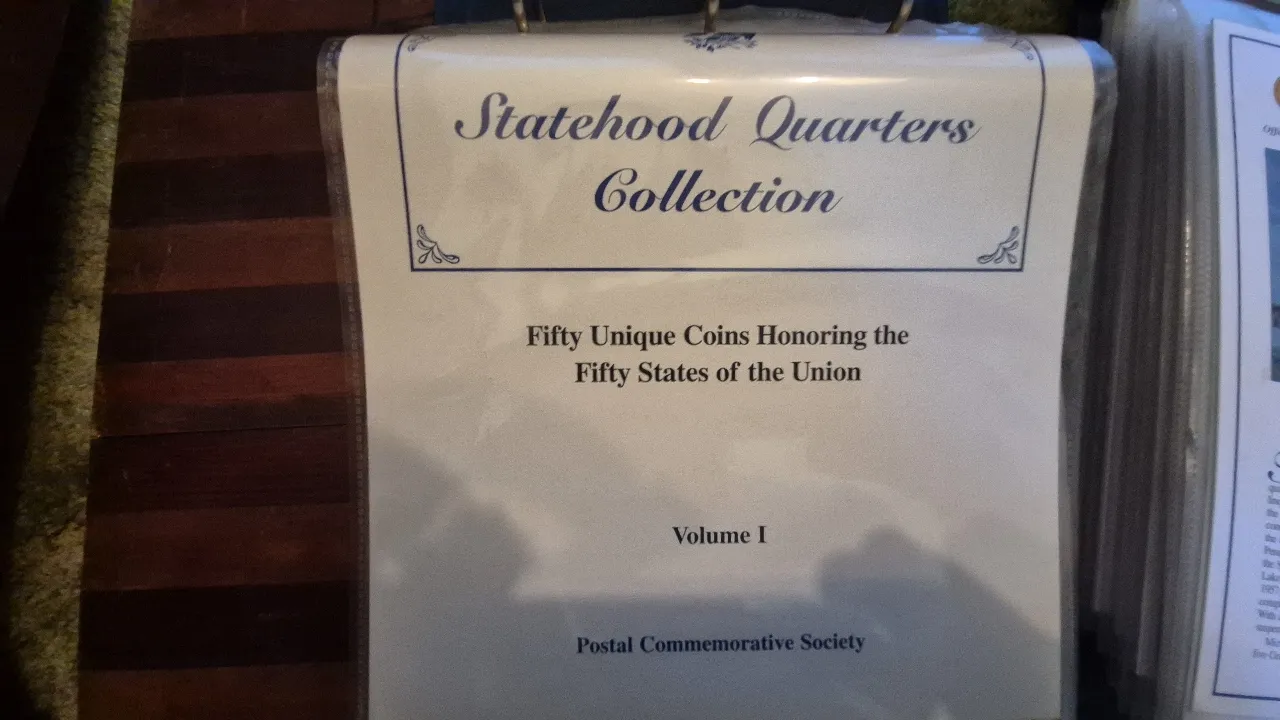 Statehood Quarters
Collection
Fifty Unique Coins Honoring the
Fifty States of the Union
Volume I
Postal Commemorative Society